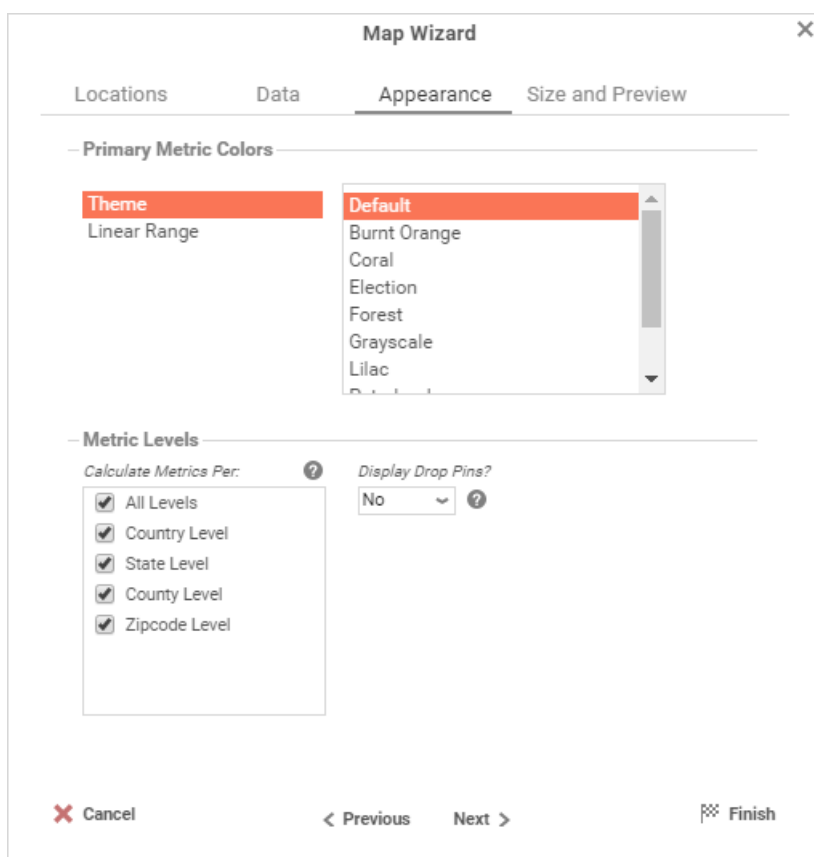 Map Wizard
Locations Data Appearance Size and Preview
Primary Metric Colors
Theme
Linear Range
Default
Burnt Orange
Coral
Election
Forest
Grayscale
Lilac
Metric Levels
Calculate Metrics Per:
All Levels
Country Level
State Level
County Level
Zipcode Level
Display Drop Pins?
No
Cancel Previous Next Finish